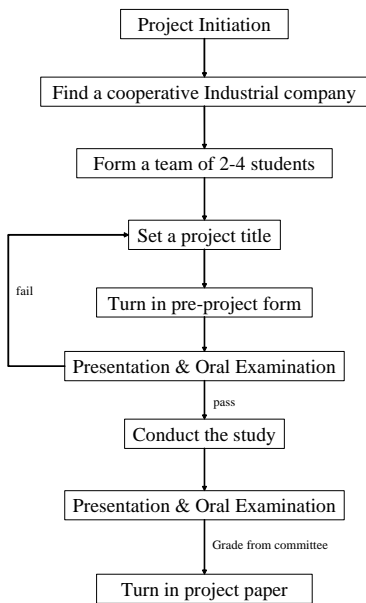 Project Initiation
Find a cooperative Industrial company
Form a team of 2-4 students
Set a project title
fail
Turn in pre-project form
Presentation & Oral Examination
pass
Conduct the study
Presentation & Oral Examination
Grade from committee
Turn in project paper